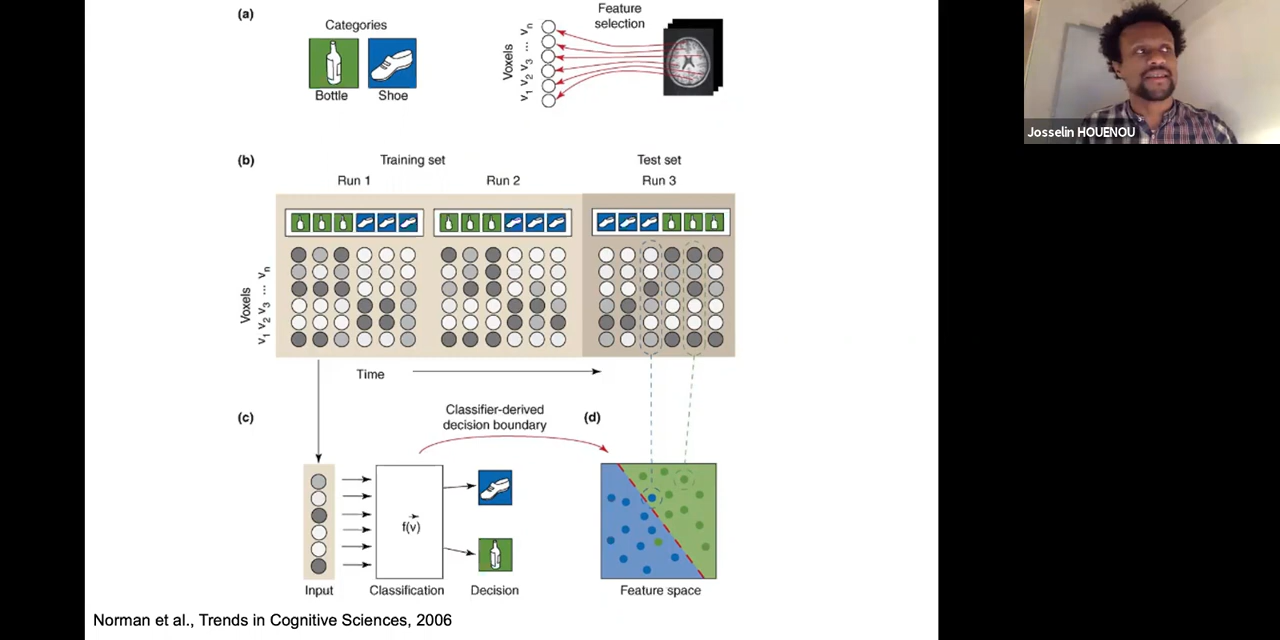 (a)
Categories
Bottle
Shoe
Feature
selection
Voxels
v1 v2 v3 ... vn
(b)
Training set
Test set
Run 1
Run 2
Run 3
Voxels
v1 v2 v3 ... vn
Time
(c)
Classifier-derived
decision boundary
(d)
f(v)
Input
Classification
Decision
Feature space
Norman et al., Trends in Cognitive Sciences, 2006
Josselin HOUENOU